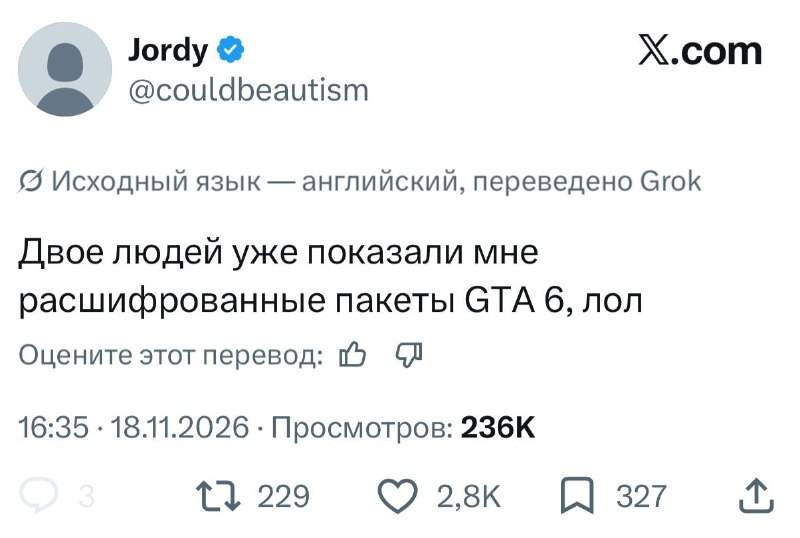 Jordy
X.com
@couldbeautism
Исходный язык — английский, переведено Grok
Двое людей уже показали мне
расшифрованные пакеты GTA 6, лол
Оцените этот перевод:
16:35 · 18.11.2026 · Просмотров: 236K
3 229 2,8K 327